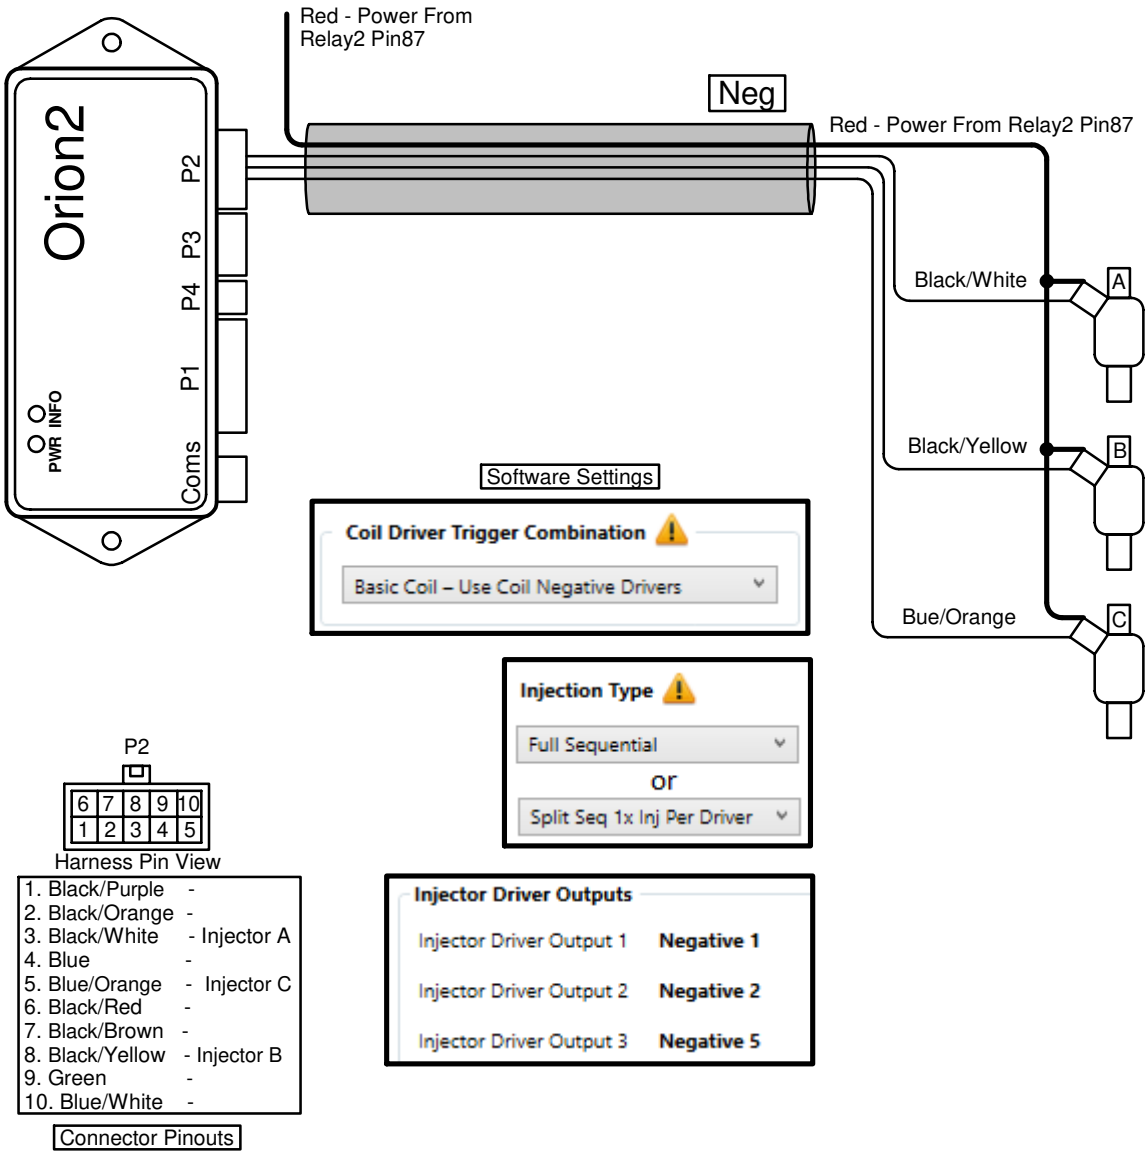 Red - Power From
Relay2 Pin87
Neg
Red - Power From Relay2 Pin87
Orion2
P2
P3
P4
P1
Coms
INFO
PWR
Black/White
A
Black/Yellow
B
Bue/Orange
C
Software Settings
Coil Driver Trigger Combination
Basic Coil – Use Coil Negative Drivers
Injection Type
Full Sequential
or
Split Seq 1x Inj Per Driver
P2
6 7 8 9 10
1 2 3 4 5
Harness Pin View
1. Black/Purple -
2. Black/Orange -
3. Black/White - Injector A
4. Blue -
5. Blue/Orange - Injector C
6. Black/Red -
7. Black/Brown -
8. Black/Yellow - Injector B
9. Green -
10. Blue/White -
Connector Pinouts
Injector Driver Outputs
Injector Driver Output 1 Negative 1
Injector Driver Output 2 Negative 2
Injector Driver Output 3 Negative 5